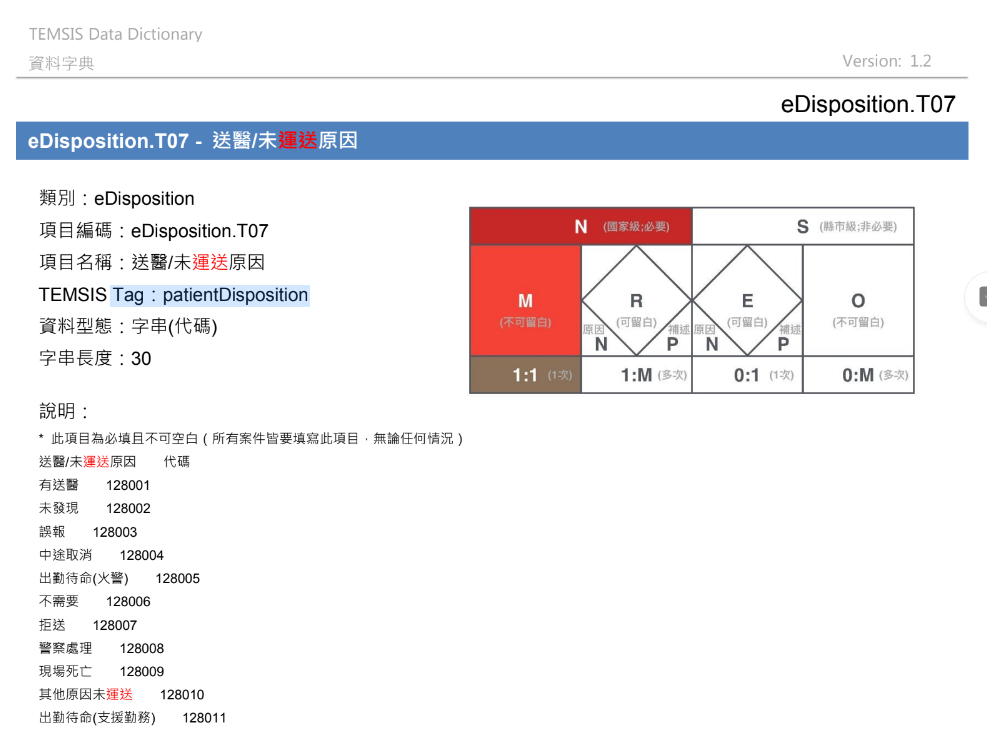 TEMSIS Data Dictionary
資料字典
Version: 1.2
eDisposition.T07
eDisposition.T07 - 送醫/未運送原因
類別：eDisposition
項目編碼：eDisposition.T07
項目名稱：送醫/未運送原因
TEMSIS Tag：patientDisposition
資料型態：字串(代碼)
字串長度：30
N (國家級;必要)
S (縣市級;非必要)
M
(不可留白)
R
(可留白)
原因
N
補述
P
E
(可留白)
原因
N
補述
P
O
(不可留白)
1:1 (1次)
1:M (多次)
0:1 (1次)
0:M (多次)
說明：
* 此項目為必填且不可空白（所有案件皆要填寫此項目，無論任何情況）
送醫/未運送原因 代碼
有送醫 128001
未發現 128002
誤報 128003
中途取消 128004
出勤待命(火警) 128005
不需要 128006
拒送 128007
警察處理 128008
現場死亡 128009
其他原因未運送 128010
出勤待命(支援勤務) 128011